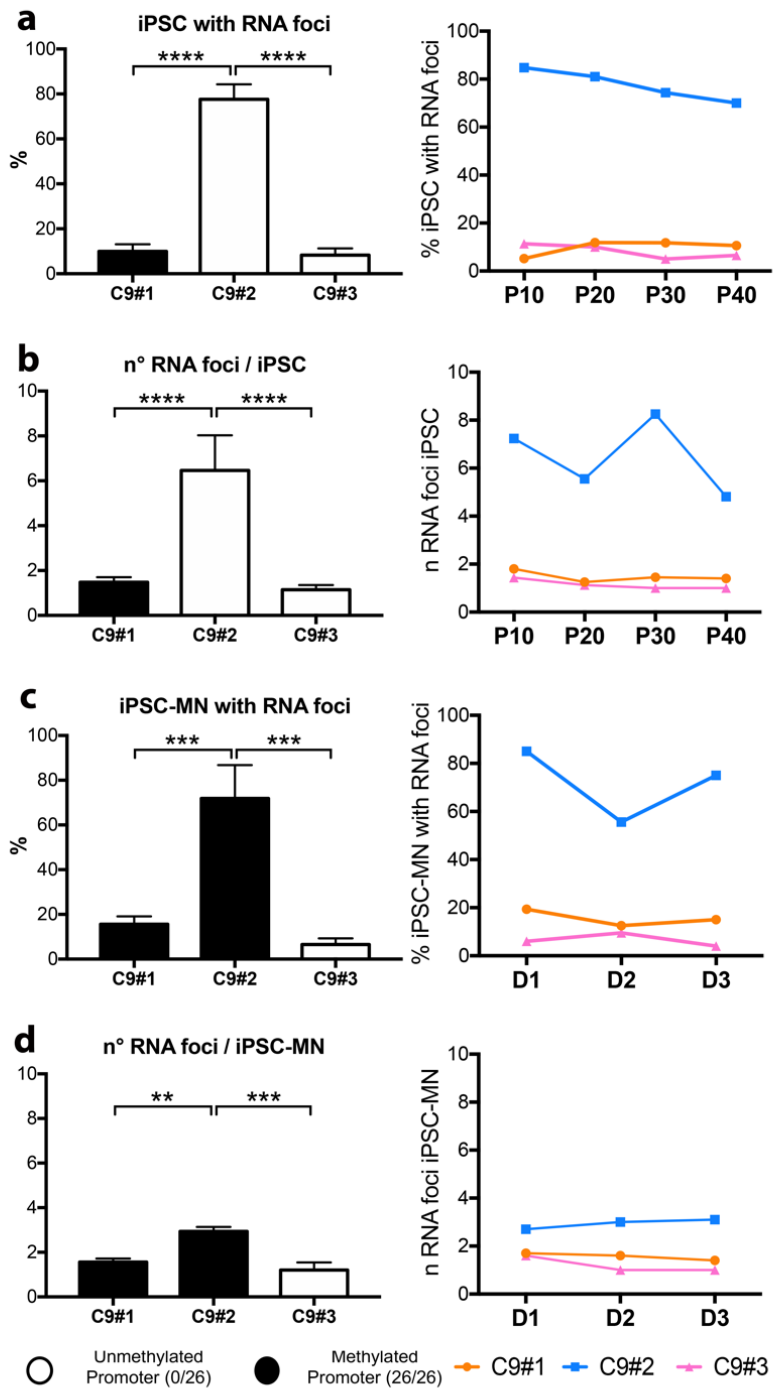 a
iPSC with RNA foci
**** ****
100
80
60
40
20
0
%
C9#1 C9#2 C9#3
100
80
60
40
20
0
% iPSC with RNA foci
P10 P20 P30 P40
b
n° RNA foci / iPSC
**** ****
10
8
6
4
2
0
C9#1 C9#2 C9#3
10
8
6
4
2
0
n RNA foci iPSC
P10 P20 P30 P40
c
iPSC-MN with RNA foci
*** ***
100
80
60
40
20
0
%
C9#1 C9#2 C9#3
100
80
60
40
20
0
% iPSC-MN with RNA foci
D1 D2 D3
d
n° RNA foci / iPSC-MN
** ***
10
8
6
4
2
0
C9#1 C9#2 C9#3
10
8
6
4
2
0
n RNA foci iPSC-MN
D1 D2 D3
Unmethylated
Promoter (0/26)
Methylated
Promoter (26/26)
C9#1 C9#2 C9#3